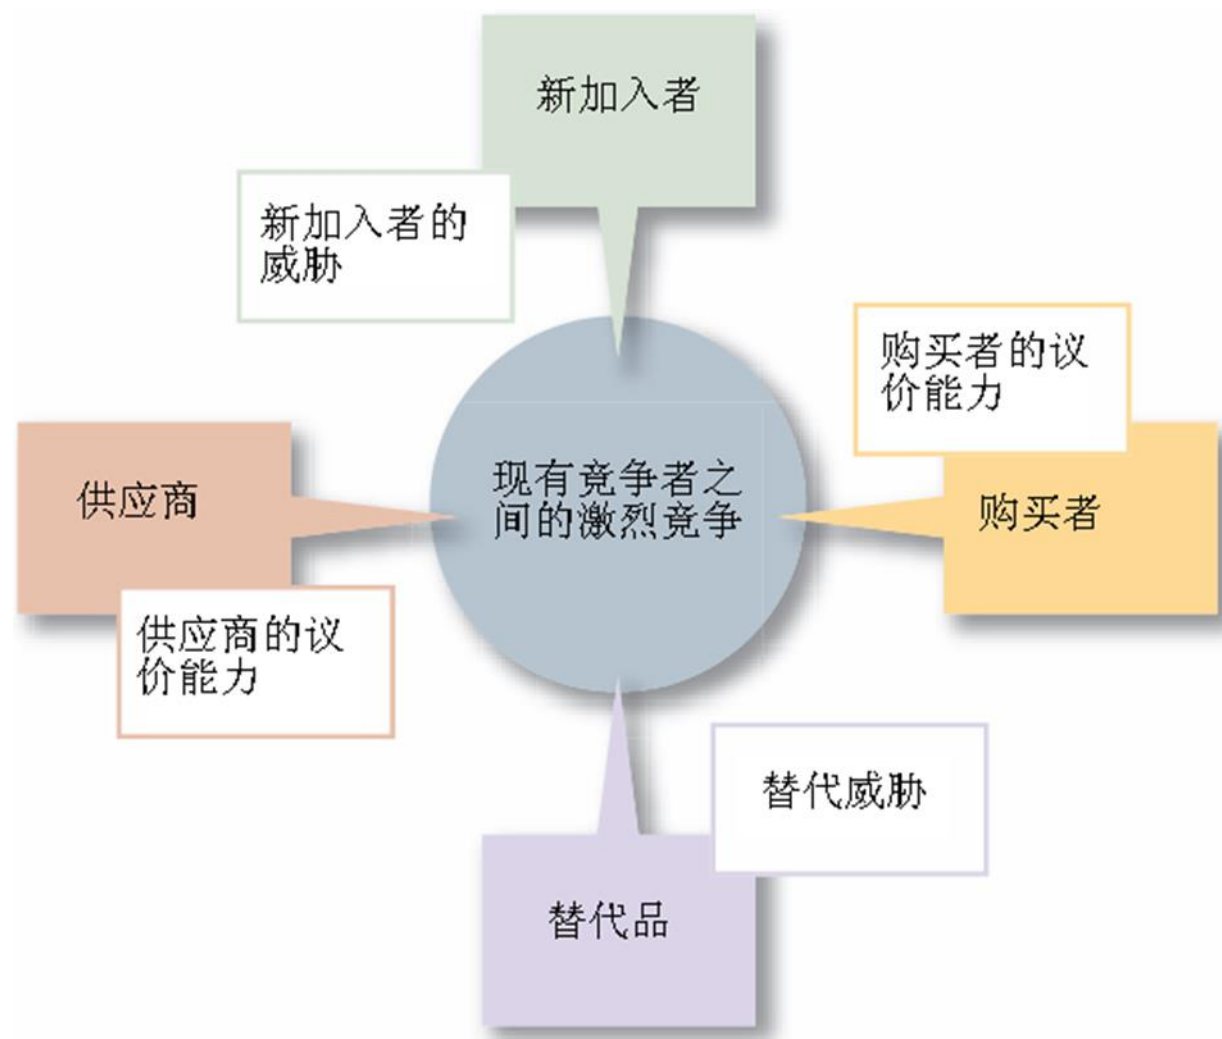 新加入者
新加入者的
威胁
购买者的议
价能力
供应商
现有竞争者之
间的激烈竞争
购买者
供应商的议
价能力
替代威胁
替代品